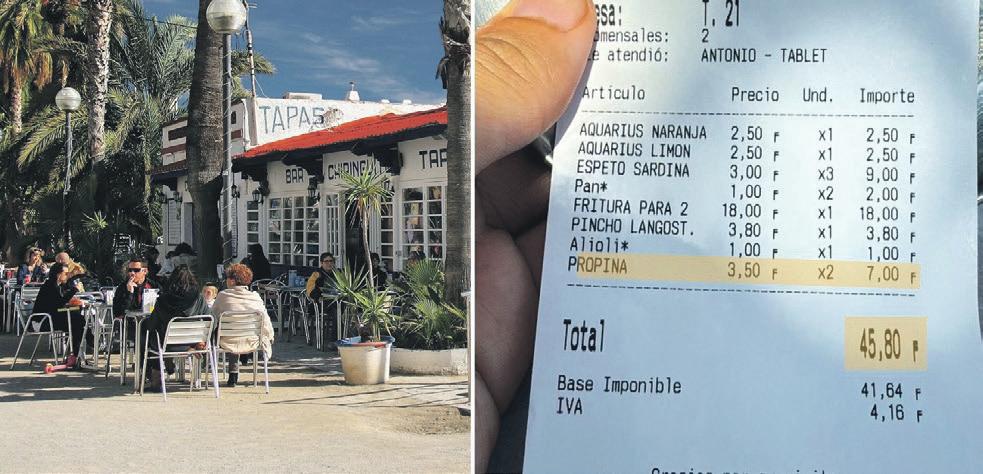 TAPAS
BAR CHIRINGUI TAP
esa: T. 21
omensales: 2
e atendió: ANTONIO - TABLET
Artículo Precio Und. Importe
AQUARIUS NARANJA 2,50 F x1 2,50 F
AQUARIUS LIMON 2,50 F x1 2,50 F
ESPETO SARDINA 3,00 F x3 9,00 F
Pan* 1,00 F x2 2,00 F
FRITURA PARA 2 18,00 F x1 18,00 F
PINCHO LANGOST. 3,80 F x1 3,80 F
Alioli* 1,00 F x1 1,00 F
PROPINA 3,50 F x2 7,00 F
Total 45,80 F
Base Imponible 41,64 F
IVA 4,16 F